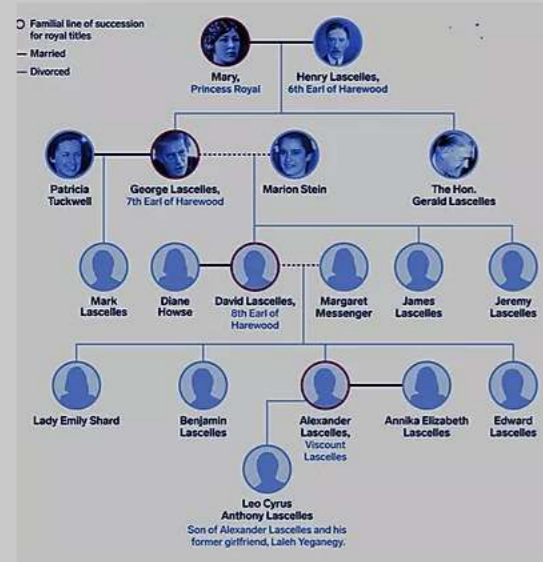 Familial line of succession
for royal titles
Married
Divorced
Mary,
Princess Royal
Henry Lascelles,
6th Earl of Harewood
Patricia
Tuckwell
George Lascelles,
7th Earl of Harewood
Marion Stein
The Hon.
Gerald Lascelles
Mark
Lascelles
Diane
Howse
David Lascelles,
8th Earl of
Harewood
Margaret
Messenger
James
Lascelles
Jeremy
Lascelles
Lady Emily Shard
Benjamin
Lascelles
Alexander
Lascelles,
Viscount
Lascelles
Annika Elizabeth
Lascelles
Edward
Lascelles
Leo Cyrus
Anthony Lascelles
Son of Alexander Lascelles and his
former girlfriend, Laleh Yeganegy.